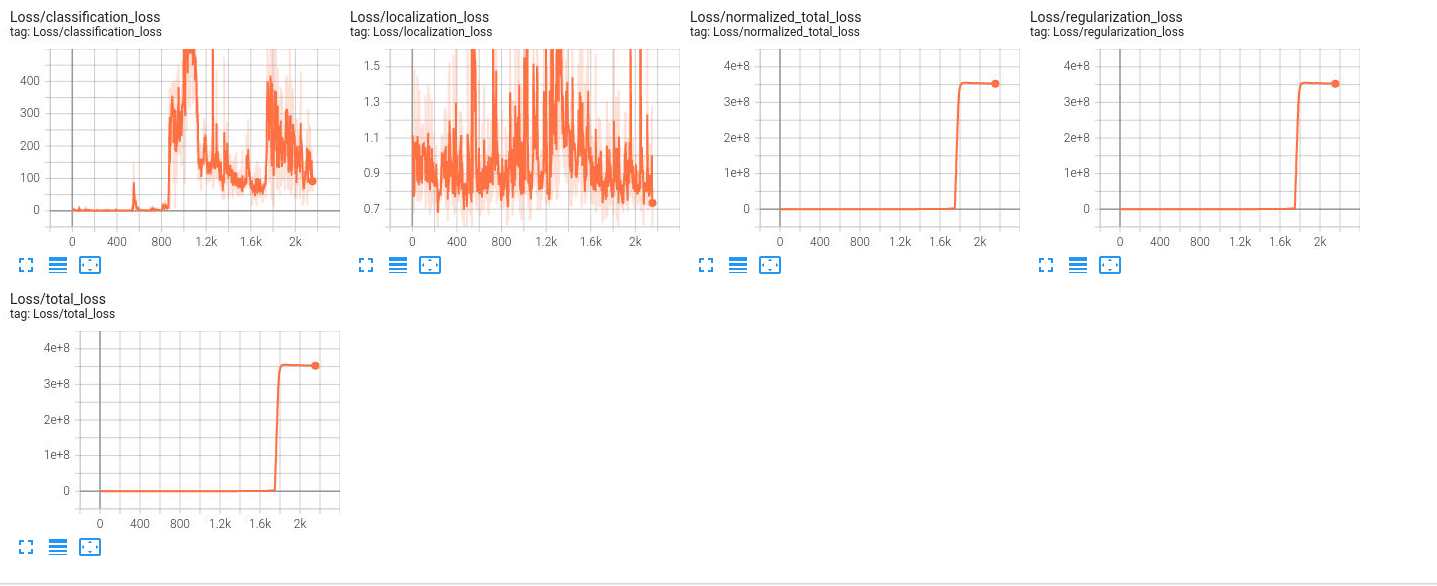 Loss/classification_loss
tag: Loss/classification_loss
400
300
200
100
0
0 400 800 1.2k 1.6k 2k
Loss/localization_loss
tag: Loss/localization_loss
1.5
1.3
1.1
0.9
0.7
0 400 800 1.2k 1.6k 2k
Loss/normalized_total_loss
tag: Loss/normalized_total_loss
4e+8
3e+8
2e+8
1e+8
0
0 400 800 1.2k 1.6k 2k
Loss/regularization_loss
tag: Loss/regularization_loss
4e+8
3e+8
2e+8
1e+8
0
0 400 800 1.2k 1.6k 2k
Loss/total_loss
tag: Loss/total_loss
4e+8
3e+8
2e+8
1e+8
0
0 400 800 1.2k 1.6k 2k